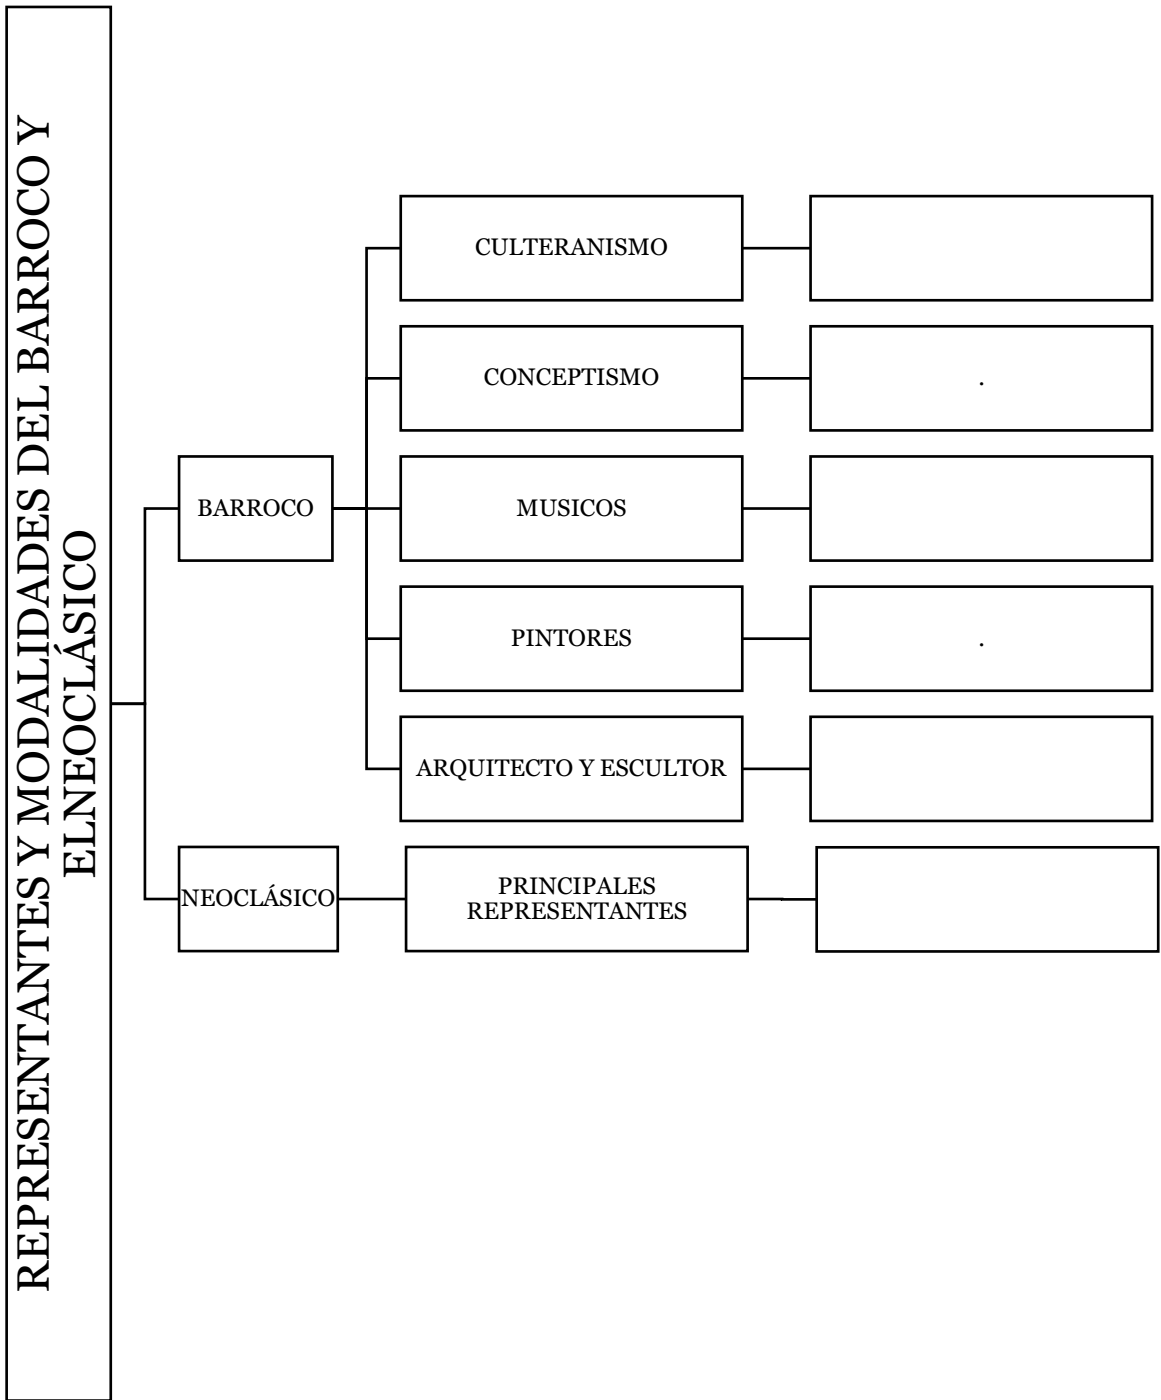 REPRESENTANTES Y MODALIDADES DEL BARROCO Y
ELNEOCLÁSICO
BARROCO
CULTERANISMO
CONCEPTISMO
.
MUSICOS
PINTORES
.
ARQUITECTO Y ESCULTOR
NEOCLÁSICO
PRINCIPALES
REPRESENTANTES